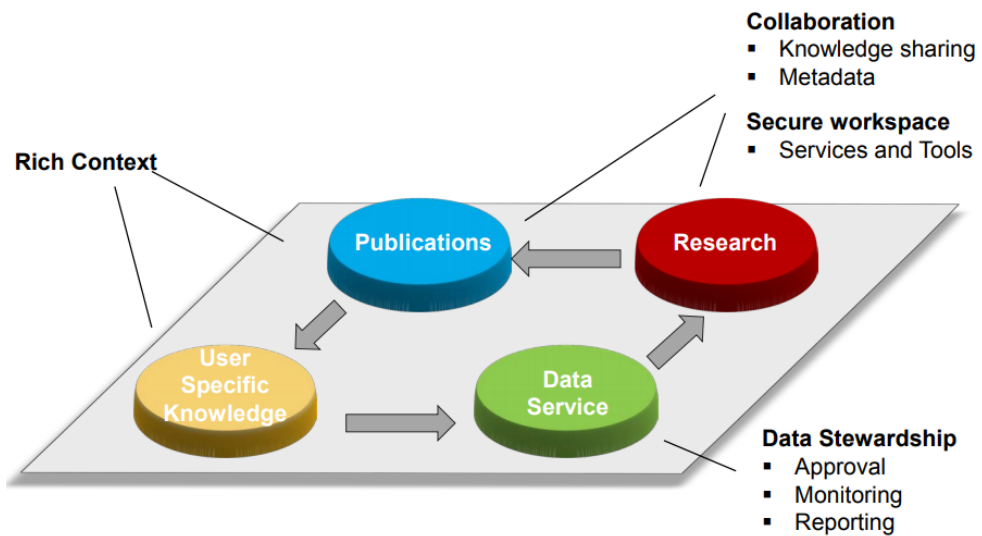 Collaboration
▪ Knowledge sharing
▪ Metadata
Secure workspace
▪ Services and Tools
Rich Context
Publications
Research
User
Specific
Knowledge
Data
Service
Data Stewardship
▪ Approval
▪ Monitoring
▪ Reporting